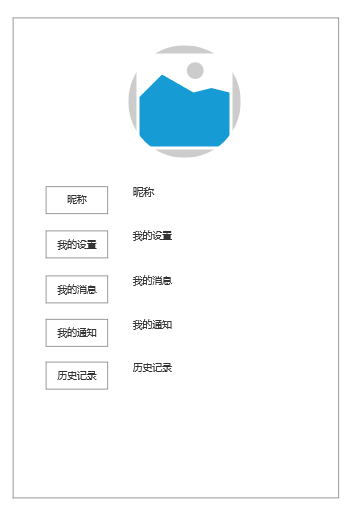 昵称 昵称
我的设置 我的设置
我的消息 我的消息
我的通知 我的通知
历史记录 历史记录